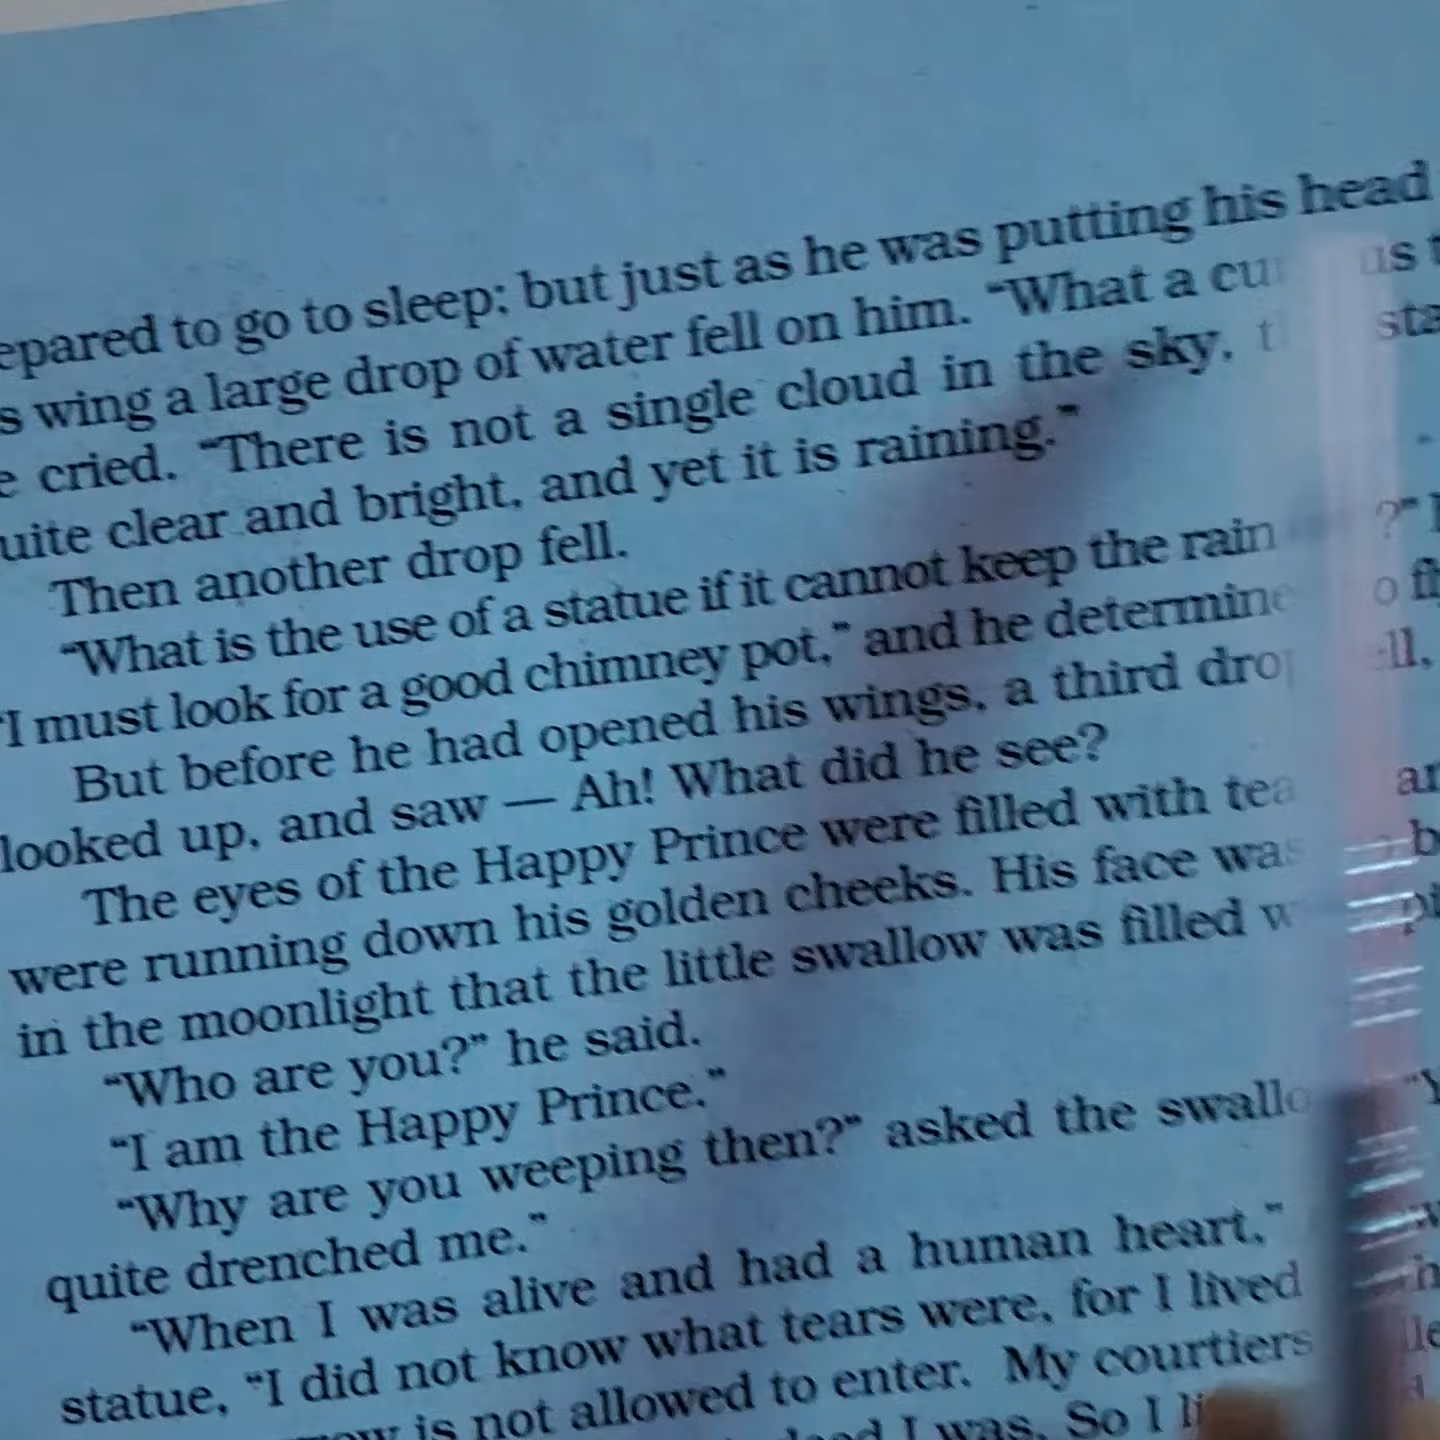 epared to go to sleep; but just as he was putting his head
s wing a large drop of water fell on him. “What a
e cried. “There is not a single cloud in the sky,
uite clear and bright, and yet it is raining.”
Then another drop fell.
“What is the use of a statue if it cannot keep the rain
“I must look for a good chimney pot,” and he
But before he had opened his wings, a third
looked up, and saw — Ah! What did he see?
The eyes of the Happy Prince were filled with
were running down his golden cheeks. His face
in the moonlight that the little swallow was filled
“Who are you?” he said.
“I am the Happy Prince.”
“Why are you weeping then?” asked the
quite drenched me.”
“When I was alive and had a human heart,”
statue, “I did not know what tears were, for I lived
is not allowed to enter. My courtiers
I was. So I